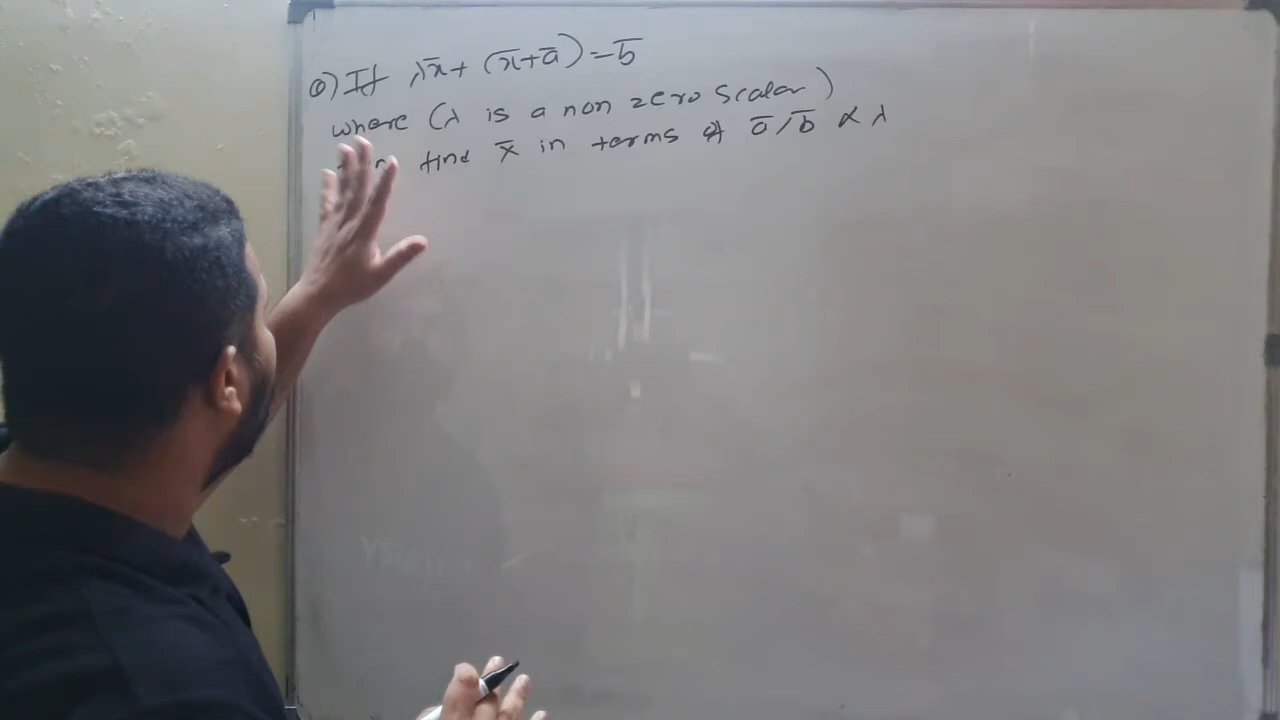 Q) If λx̄ + (x̄+ā) = b̄
where (λ is a non zero scalar)
find x̄ in terms of ā, b̄ & λ